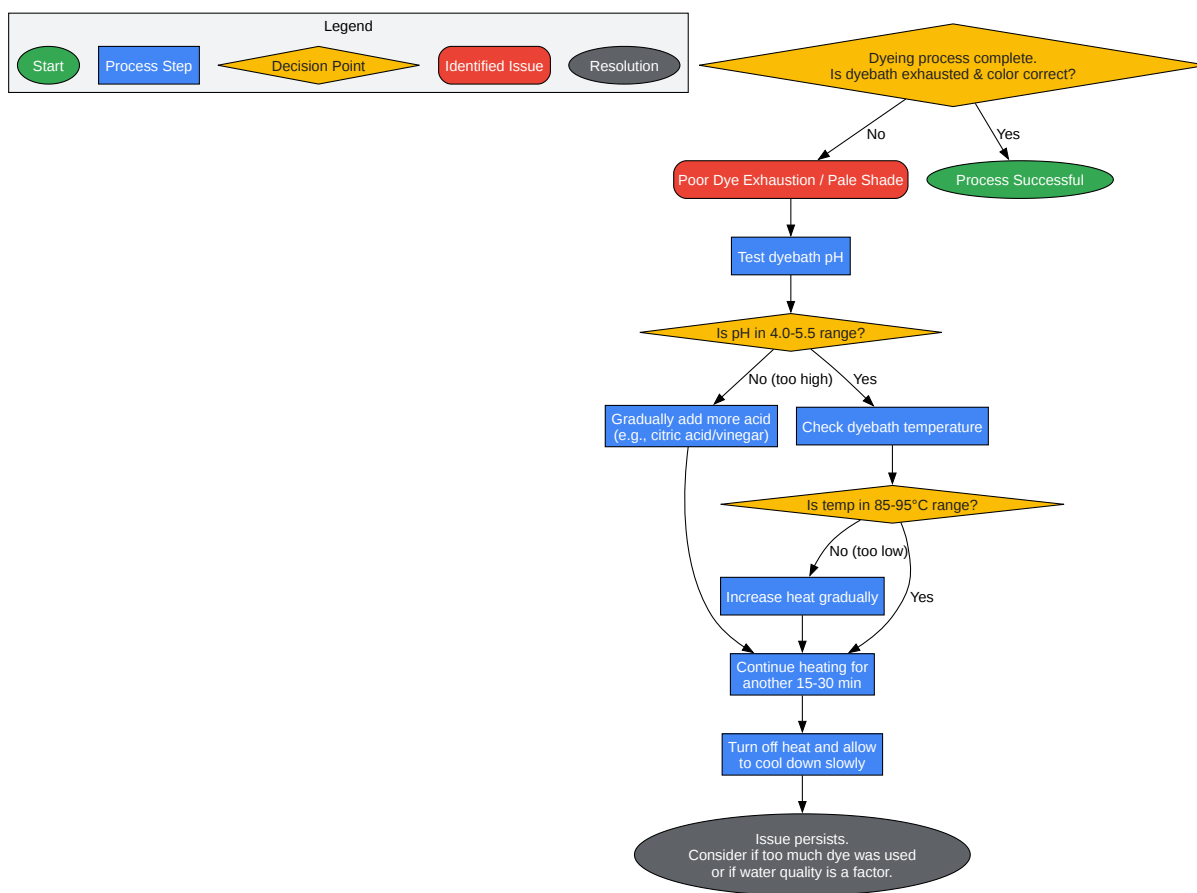 Legend
Start
Process Step
Decision Point
Identified Issue
Resolution
Dyeing process complete.
Is dyebath exhausted & color correct?
No
Yes
Poor Dye Exhaustion / Pale Shade
Process Successful
Test dyebath pH
Is pH in 4.0-5.5 range?
No (too high)
Yes
Gradually add more acid
(e.g., citric acid/vinegar)
Check dyebath temperature
Is temp in 85-95°C range?
No (too low)
Increase heat gradually
Yes
Continue heating for
another 15-30 min
Turn off heat and allow
to cool down slowly
Issue persists.
Consider if too much dye was used
or if water quality is a factor.